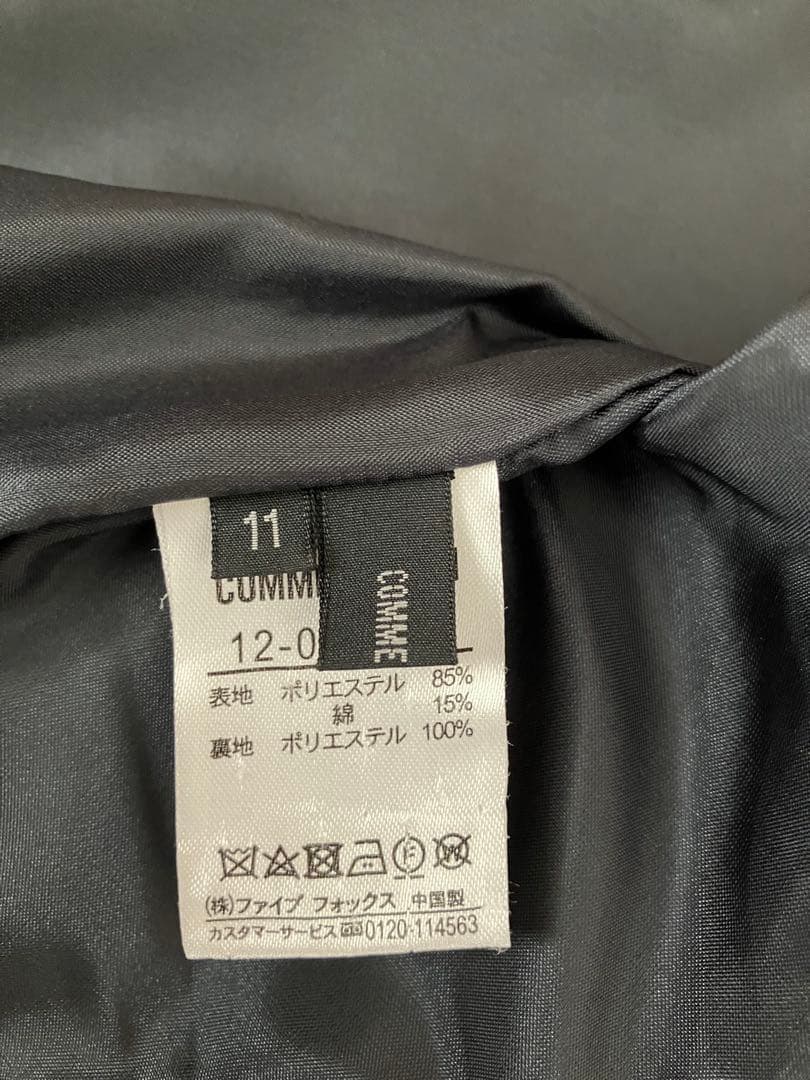 11
COMME
COMM
12-0
表地 ポリエステル 85%
綿 15%
裏地 ポリエステル 100%
F W
(株)ファイブ フォックス 中国製
カスタマーサービス 0120-114563